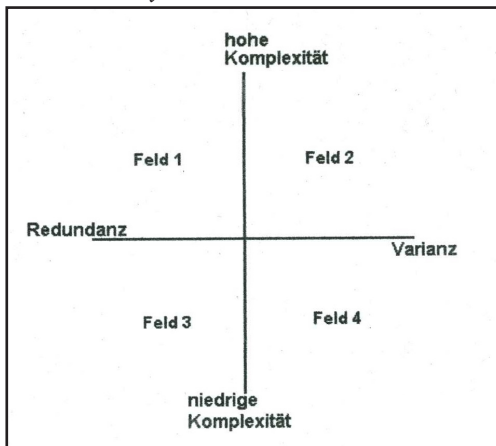 hohe
Komplexität
Feld 1
Feld 2
Redundanz
Varianz
Feld 3
Feld 4
niedrige
Komplexität